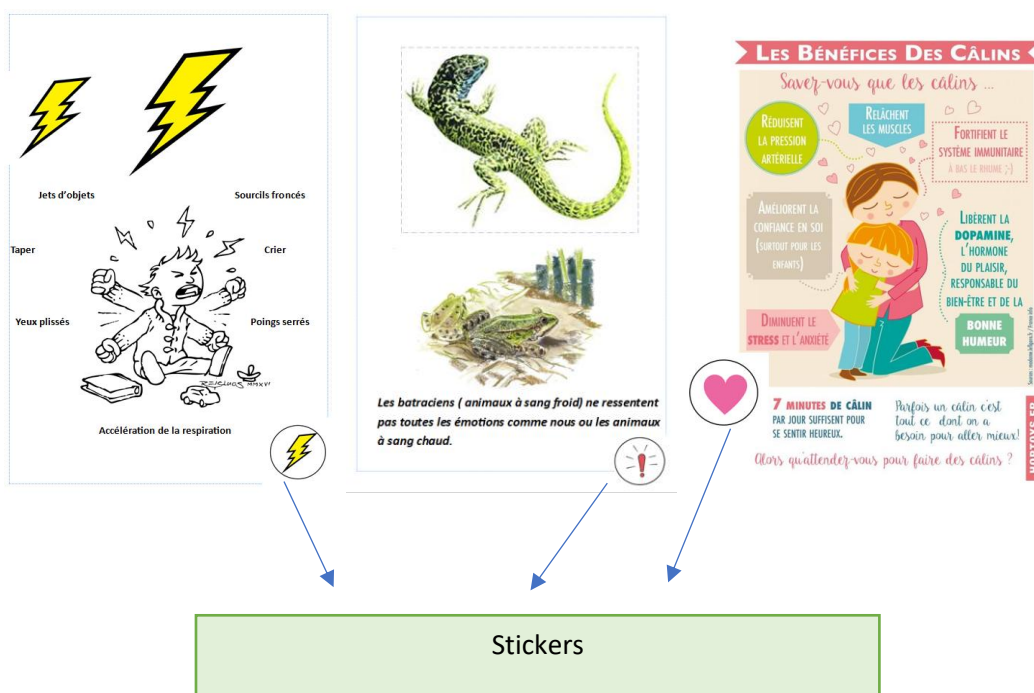 Jets d'objets
Sourcils froncés
Taper
Crier
Yeux plissés
Poings serrés
Accélération de la respiration
Les batraciens ( animaux à sang froid) ne ressentent
pas toutes les émotions comme nous ou les animaux
à sang chaud.
LES BÉNÉFICES DES CÂLINS
Savez-vous que les câlins ...
RÉDUISENT
LA PRESSION
ARTÉRIELLE
RELÂCHENT
LES MUSCLES
FORTIFIENT LE
SYSTÈME IMMUNITAIRE
À BAS LE RHUME ;-)
AMÉLIORENT LA
CONFIANCE EN SOI
(SURTOUT POUR LES
ENFANTS)
LIBÈRENT LA
DOPAMINE,
L'HORMONE
DU PLAISIR,
RESPONSABLE DU
BIEN-ÊTRE ET DE LA
BONNE
HUMEUR
DIMINUENT LE
STRESS ET L'ANXIÉTÉ
7 MINUTES DE CÂLIN
PAR JOUR SUFFISENT POUR
SE SENTIR HEUREUX.
Parfois un câlin c'est
tout ce dont on a
besoin pour aller mieux!
Alors qu'attendez-vous pour faire des câlins ?
Stickers